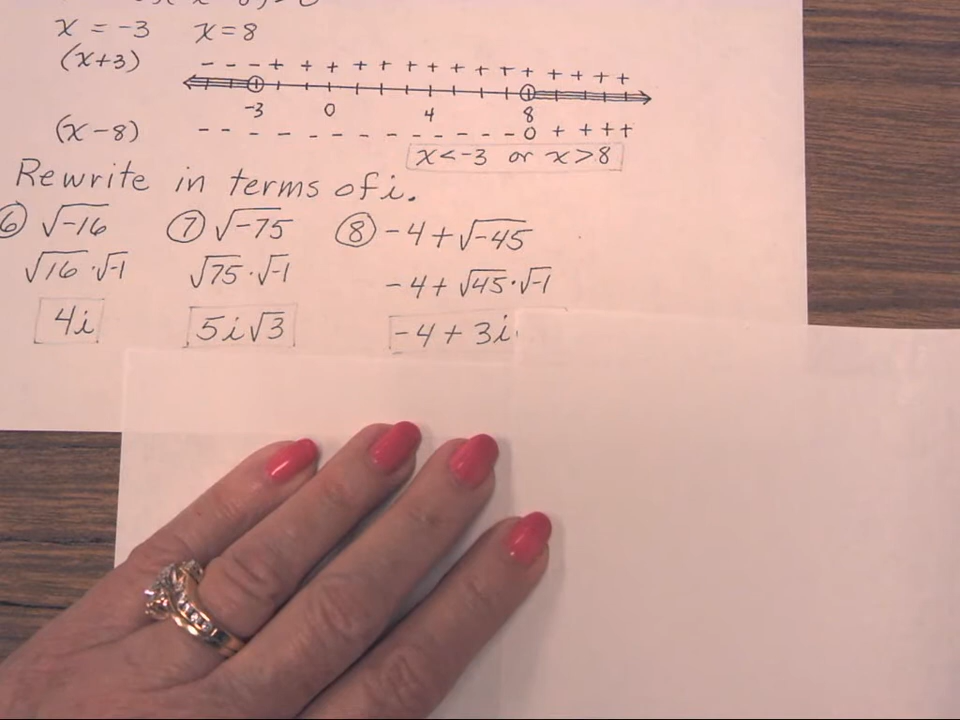 x = -3 x = 8
(x+3) - - - + + + + + + + + + + + + + + +
-3 0 4 8
(x-8) - - - - - - - - - - - - - 0 + + + +
x<-3 or x>8
Rewrite in terms of i.
6 √-16 7 √-75 8 -4+√-45
√16·√-1 √75·√-1 -4+√45·√-1
4i 5i√3 -4+3i